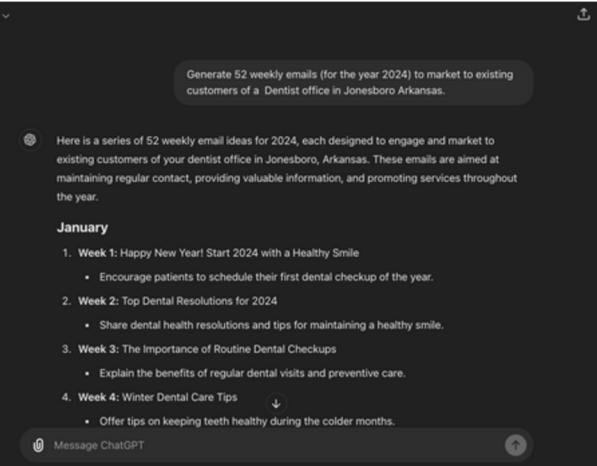 Generate 52 weekly emails (for the year 2024) to market to existing
customers of a Dentist office in Jonesboro Arkansas.
Here is a series of 52 weekly email ideas for 2024, each designed to engage and market to
existing customers of your dentist office in Jonesboro, Arkansas. These emails are aimed at
maintaining regular contact, providing valuable information, and promoting services throughout
the year.
January
1. Week 1: Happy New Year! Start 2024 with a Healthy Smile
• Encourage patients to schedule their first dental checkup of the year.
2. Week 2: Top Dental Resolutions for 2024
• Share dental health resolutions and tips for maintaining a healthy smile.
3. Week 3: The Importance of Routine Dental Checkups
• Explain the benefits of regular dental visits and preventive care.
4. Week 4: Winter Dental Care Tips
• Offer tips on keeping teeth healthy during the colder months.
Message ChatGPT